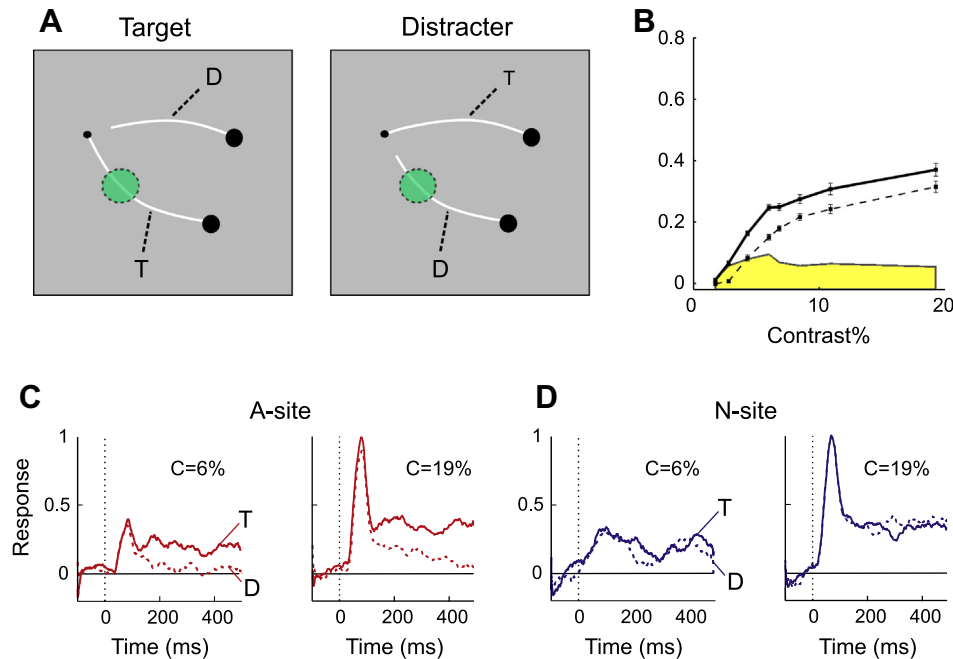 A
Target
Distracter
D
T
T
D
B
0.8
0.6
0.4
0.2
0
0
10
20
Contrast%
C
A-site
1
0.5
0
Response
C=6%
T
D
0
200
400
Time (ms)
C=19%
0
200
400
Time (ms)
D
N-site
1
0.5
0
C=6%
T
D
0
200
400
Time (ms)
C=19%
0
200
400
Time (ms)